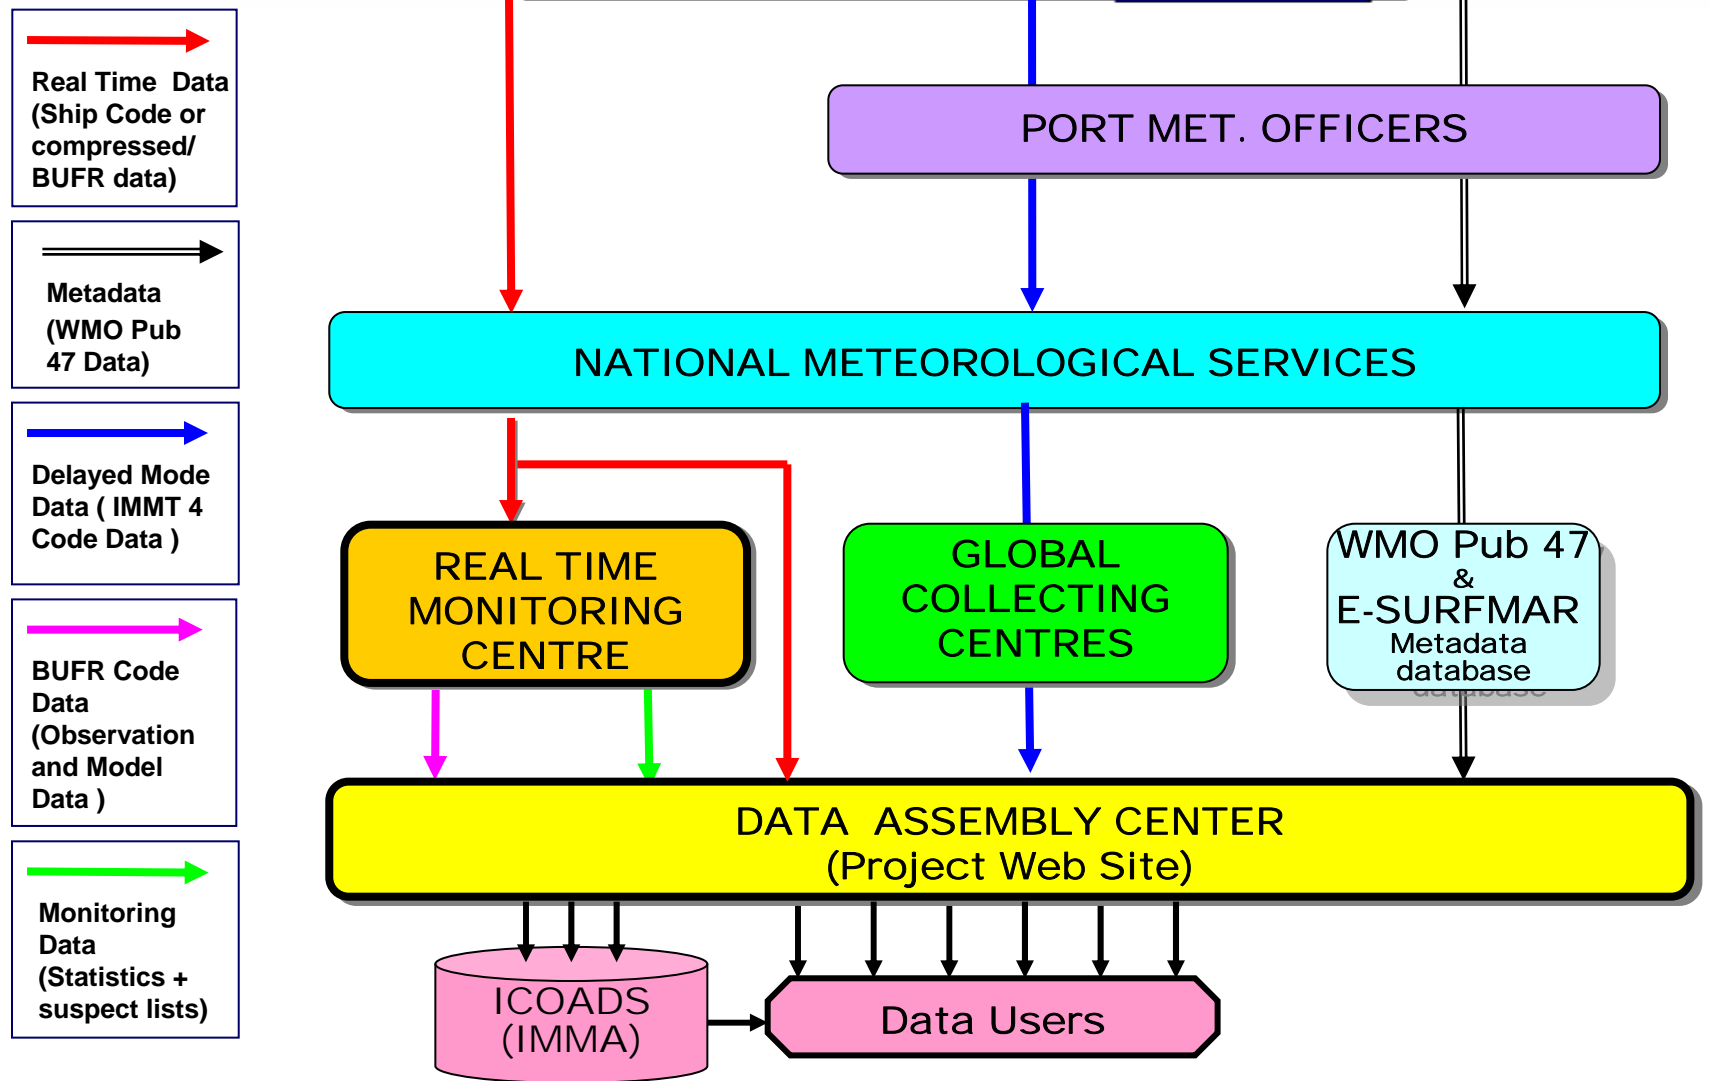 Real Time Data
(Ship Code or
compressed/
BUFR data)
Metadata
(WMO Pub
47 Data)
Delayed Mode
Data ( IMMT 4
Code Data )
BUFR Code
Data
(Observation
and Model
Data )
Monitoring
Data
(Statistics +
suspect lists)
PORT MET. OFFICERS
NATIONAL METEOROLOGICAL SERVICES
REAL TIME
MONITORING
CENTRE
GLOBAL
COLLECTING
CENTRES
WMO Pub 47
&
E-SURFMAR
Metadata
database
DATA ASSEMBLY CENTER
(Project Web Site)
ICOADS
(IMMA)
Data Users